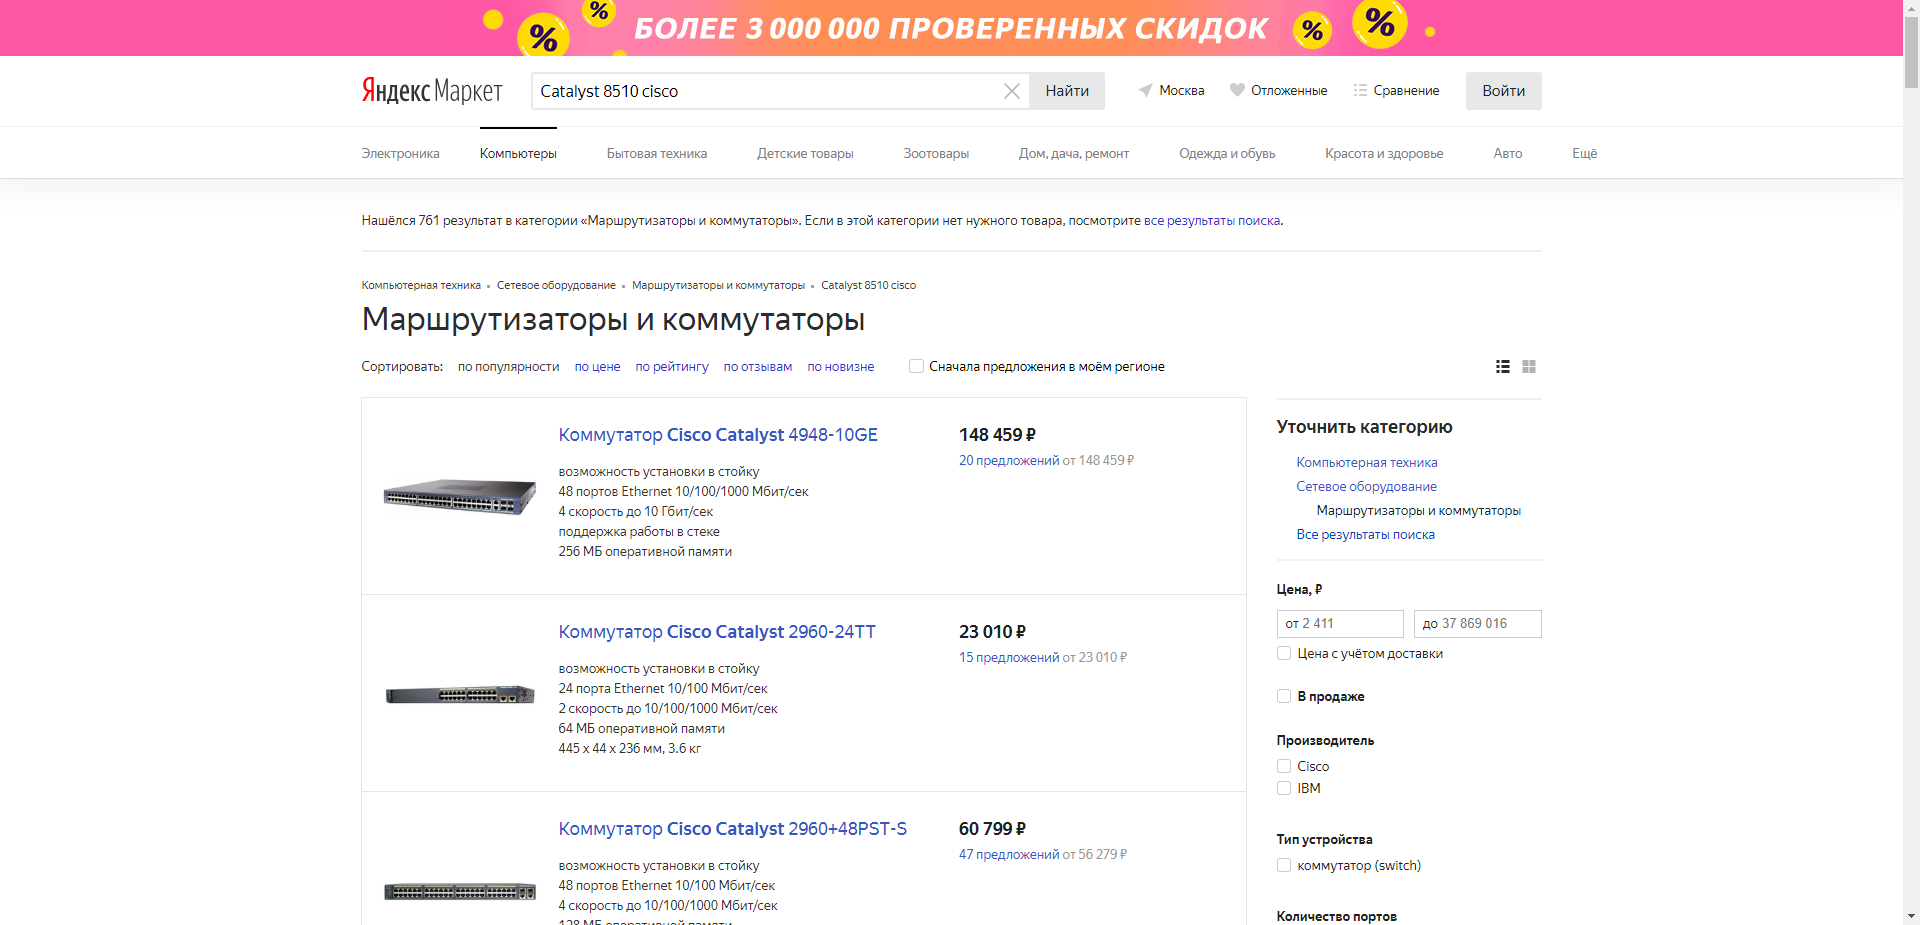 БОЛЕЕ 3 000 000 ПРОВЕРЕННЫХ СКИДОК
% % % %
Яндекс Маркет
Catalyst 8510 cisco
Найти
Москва
Отложенные
Сравнение
Войти
Электроника
Компьютеры
Бытовая техника
Детские товары
Зоотовары
Дом, дача, ремонт
Одежда и обувь
Красота и здоровье
Авто
Ещё
Нашёлся 761 результат в категории «Маршрутизаторы и коммутаторы». Если в этой категории нет нужного товара, посмотрите все результаты поиска.
Компьютерная техника • Сетевое оборудование • Маршрутизаторы и коммутаторы • Catalyst 8510 cisco
Маршрутизаторы и коммутаторы
Сортировать: по популярности по цене по рейтингу по отзывам по новизне
Сначала предложения в моём регионе
Коммутатор Cisco Catalyst 4948-10GE
возможность установки в стойку
48 портов Ethernet 10/100/1000 Мбит/сек
4 скорость до 10 Гбит/сек
поддержка работы в стеке
256 МБ оперативной памяти
148 459 ₽
20 предложений от 148 459 ₽
Коммутатор Cisco Catalyst 2960-24TT
возможность установки в стойку
24 порта Ethernet 10/100 Мбит/сек
2 скорость до 10/100/1000 Мбит/сек
64 МБ оперативной памяти
445 x 44 x 236 мм, 3.6 кг
23 010 ₽
15 предложений от 23 010 ₽
Коммутатор Cisco Catalyst 2960+48PST-S
возможность установки в стойку
48 портов Ethernet 10/100 Мбит/сек
4 скорость до 10/100/1000 Мбит/сек
128 МБ оперативной памяти
60 799 ₽
47 предложений от 56 279 ₽
Уточнить категорию
Компьютерная техника
Сетевое оборудование
Маршрутизаторы и коммутаторы
Все результаты поиска
Цена, ₽
от 2 411
до 37 869 016
Цена с учётом доставки
В продаже
Производитель
Cisco
IBM
Тип устройства
коммутатор (switch)
Количество портов